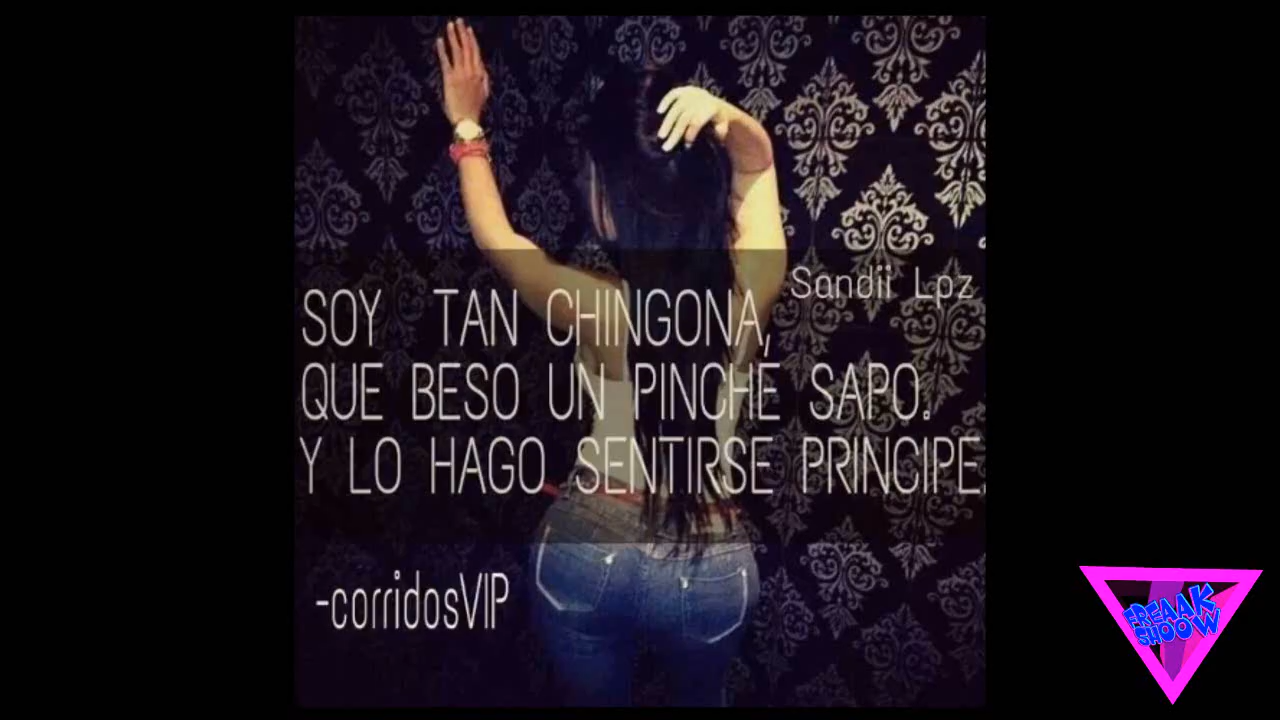 Sandii Lpz
SOY TAN CHINGONA,
QUE BESO UN PINCHE SAPO.
Y LO HAGO SENTIRSE PRINCIPE.
-corridosVIP
FREAAK
SHOOW